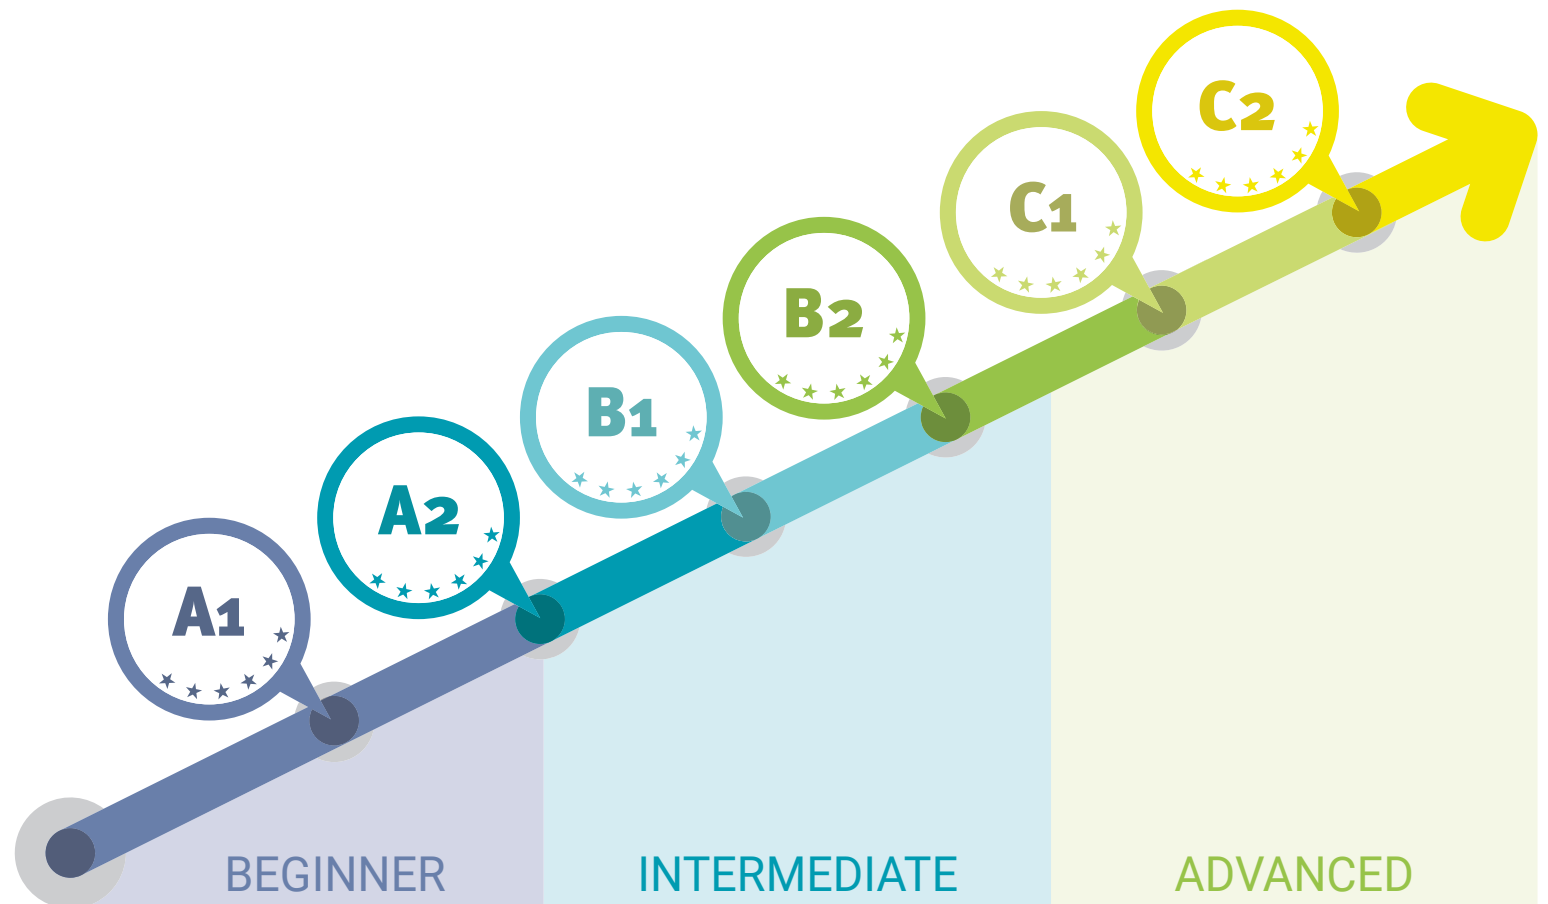 A1
A2
B1
B2
C1
C2
BEGINNER
INTERMEDIATE
ADVANCED